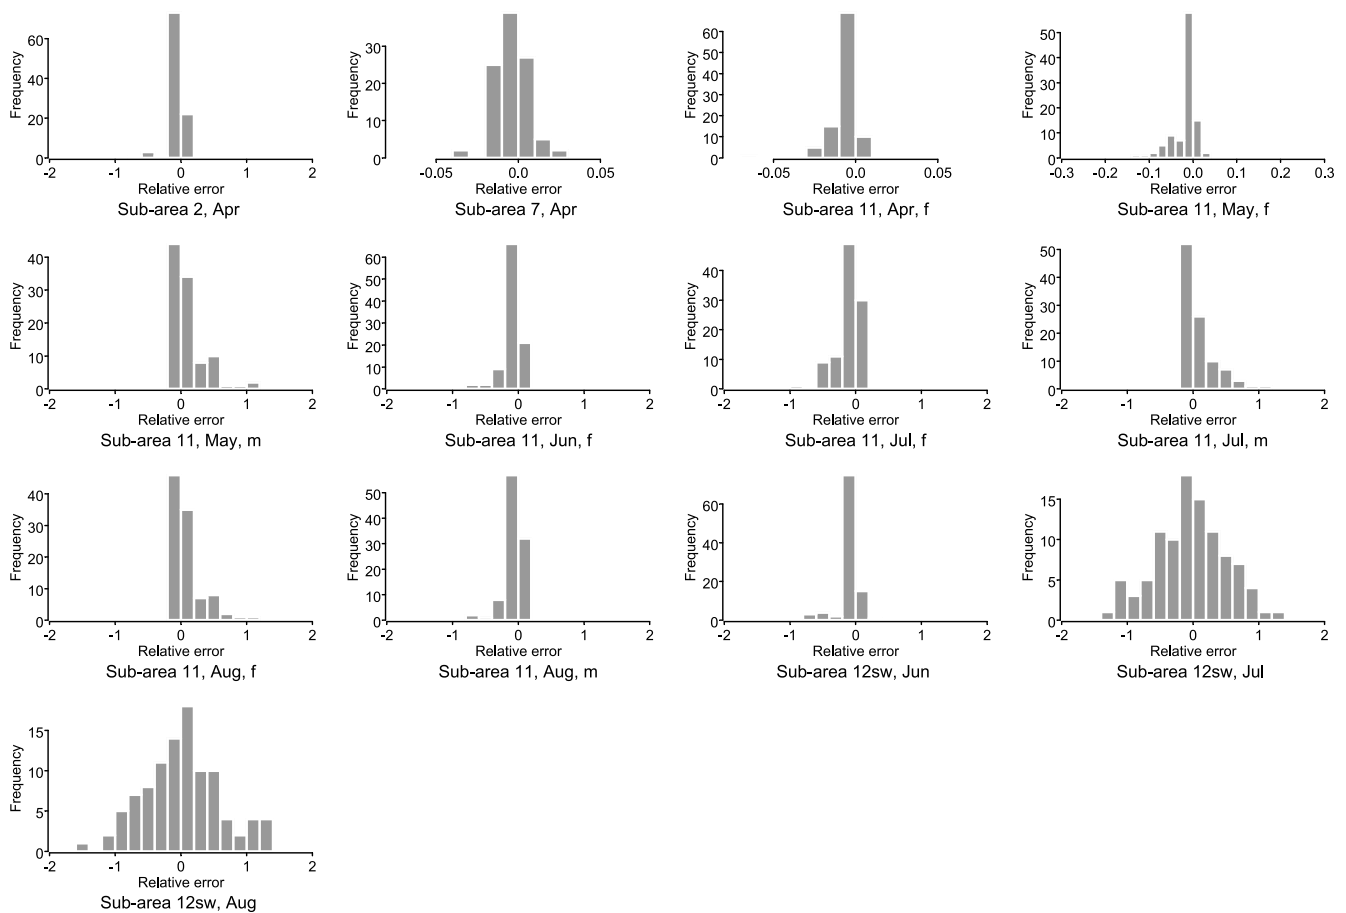 Frequency
60
40
20
0
-2 -1 0 1 2
Relative error
Sub-area 2, Apr
Frequency
30
20
10
0
-0.05 0.0 0.05
Relative error
Sub-area 7, Apr
Frequency
60
50
40
30
20
10
0
-0.05 0.0 0.05
Relative error
Sub-area 11, Apr, f
Frequency
50
40
30
20
10
0
-0.3 -0.2 -0.1 0.0 0.1 0.2 0.3
Relative error
Sub-area 11, May, f
Frequency
40
30
20
10
0
-2 -1 0 1 2
Relative error
Sub-area 11, May, m
Frequency
60
50
40
30
20
10
0
-2 -1 0 1 2
Relative error
Sub-area 11, Jun, f
Frequency
40
30
20
10
0
-2 -1 0 1 2
Relative error
Sub-area 11, Jul, f
Frequency
50
40
30
20
10
0
-2 -1 0 1 2
Relative error
Sub-area 11, Jul, m
Frequency
40
30
20
10
0
-2 -1 0 1 2
Relative error
Sub-area 11, Aug, f
Frequency
50
40
30
20
10
0
-2 -1 0 1 2
Relative error
Sub-area 11, Aug, m
Frequency
60
40
20
0
-2 -1 0 1 2
Relative error
Sub-area 12sw, Jun
Frequency
15
10
5
0
-2 -1 0 1 2
Relative error
Sub-area 12sw, Jul
Frequency
15
10
5
0
-2 -1 0 1 2
Relative error
Sub-area 12sw, Aug